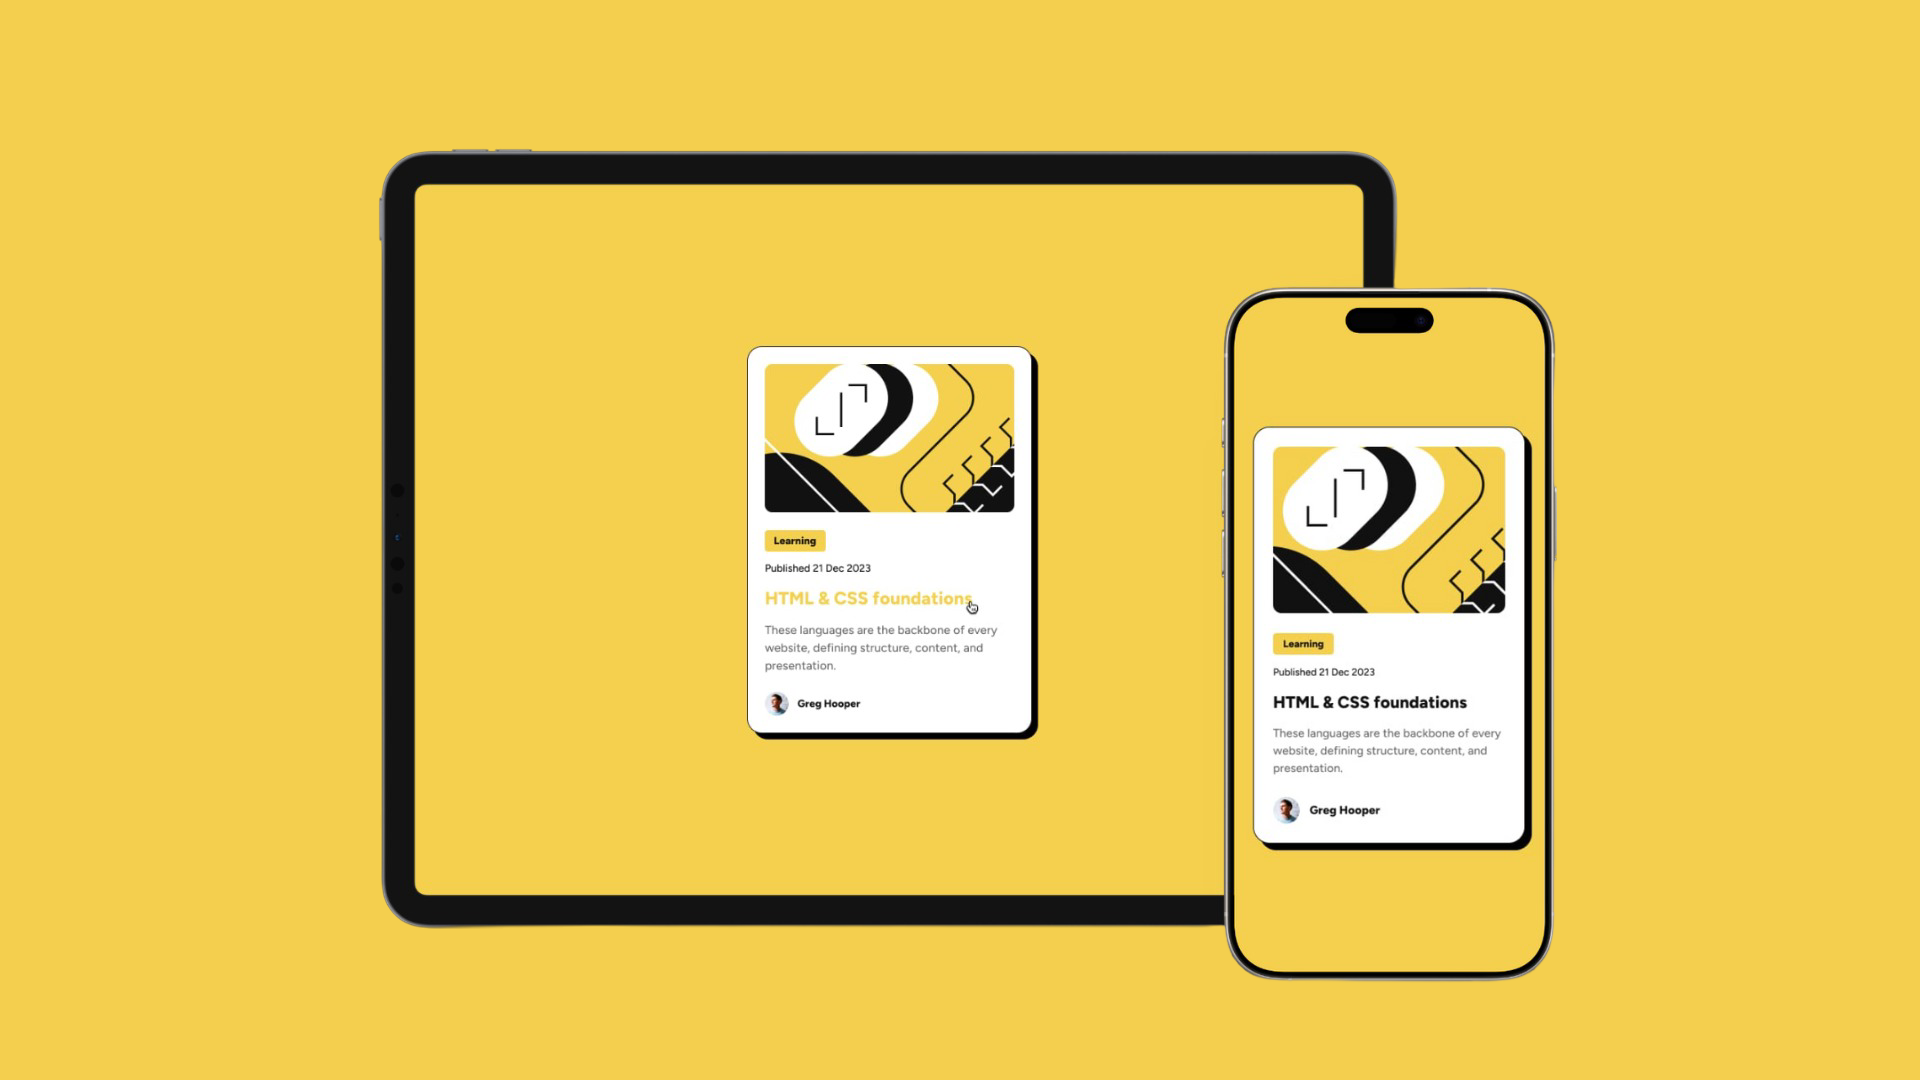 Learning
Published 21 Dec 2023
HTML & CSS foundations
These languages are the backbone of every
website, defining structure, content, and
presentation.
Greg Hooper
Learning
Published 21 Dec 2023
HTML & CSS foundations
These languages are the backbone of every
website, defining structure, content, and
presentation.
Greg Hooper